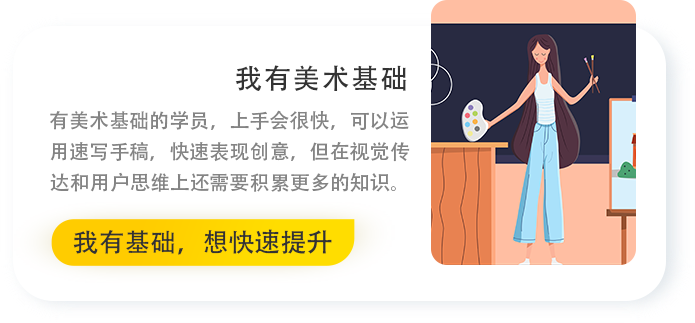 我有美术基础
有美术基础的学员，上手会很快，可以运
用速写手稿，快速表现创意，但在视觉传
达和用户思维上还需要积累更多的知识。
我有基础，想快速提升